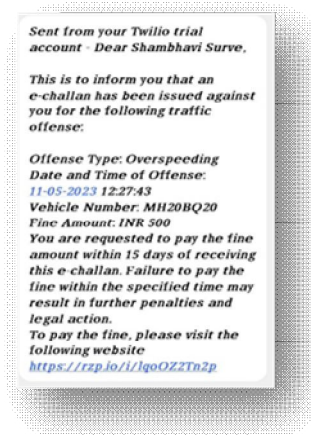 Sent from your Twilio trial
account - Dear Shambhavi Surve,
This is to inform you that an
e-challan has been issued against
you for the following traffic
offense:
Offense Type: Overspeeding
Date and Time of Offense:
11-05-2023 12:27:43
Vehicle Number: MH20BQ20
Fine Amount: INR 500
You are requested to pay the fine
amount within 15 days of receiving
this e-challan. Failure to pay the
fine within the specified time may
result in further penalties and
legal action.
To pay the fine, please visit the
following website
https://rzp.io/i/lqoOZ2Tn2p